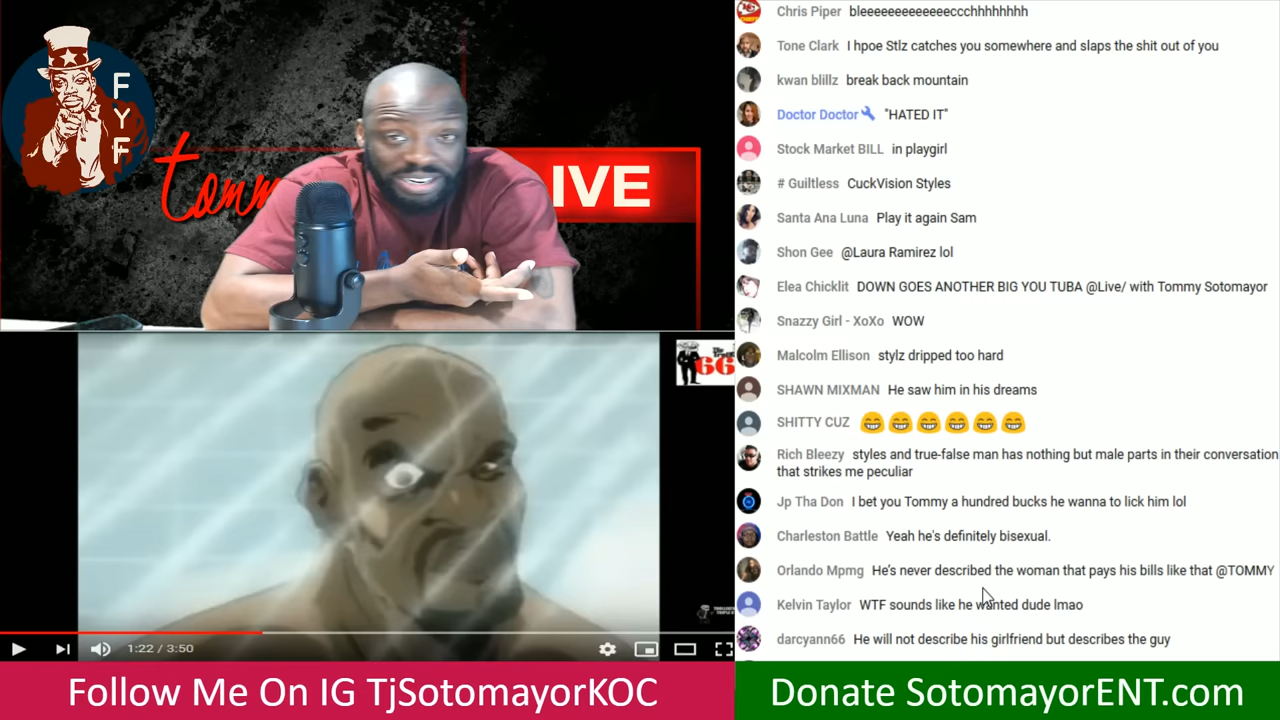 F
Y
F
tomm
IVE
66
1:22 / 3:50
Follow Me On IG TjSotomayorKOC
Chris Piper bleeeeeeeeeeeeccchhhhhhhh
Tone Clark I hpoe Stlz catches you somewhere and slaps the shit out of you
kwan blillz break back mountain
Doctor Doctor "HATED IT"
Stock Market BILL in playgirl
# Guiltless CuckVision Styles
Santa Ana Luna Play it again Sam
Shon Gee @Laura Ramirez lol
Elea Chicklit DOWN GOES ANOTHER BIG YOU TUBA @Live/ with Tommy Sotomayor
Snazzy Girl - XoXo WOW
Malcolm Ellison stylz dripped too hard
SHAWN MIXMAN He saw him in his dreams
SHITTY CUZ 😁😁😁😁😁😁
Rich Bleezy styles and true-false man has nothing but male parts in their conversation
that strikes me peculiar
Jp Tha Don I bet you Tommy a hundred bucks he wanna to lick him lol
Charleston Battle Yeah he's definitely bisexual.
Orlando Mpmg He's never described the woman that pays his bills like that @TOMMY
Kelvin Taylor WTF sounds like he wanted dude lmao
darcyann66 He will not describe his girlfriend but describes the guy
Donate SotomayorENT.com